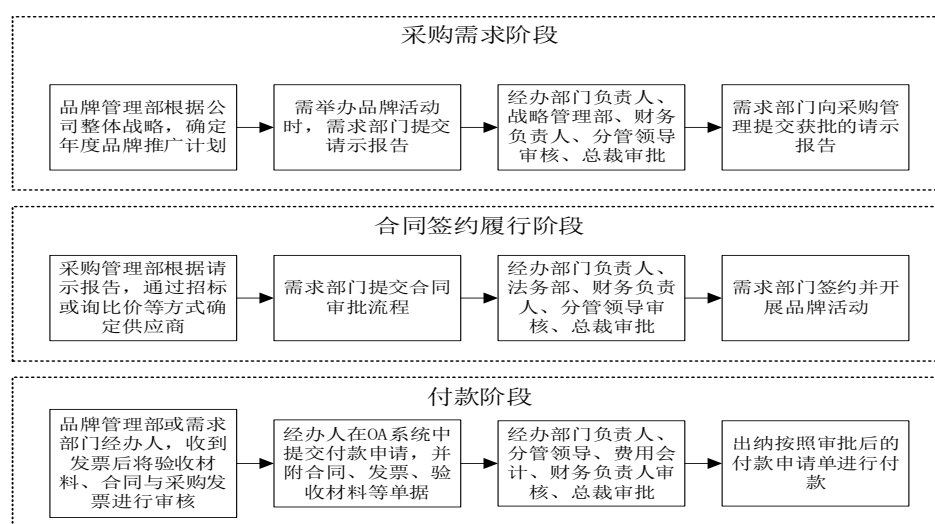 采购需求阶段
品牌管理部根据公
司整体战略，确定
年度品牌推广计划
需举办品牌活动
时，需求部门提交
请示报告
经办部门负责人、
战略管理部、财务
负责人、分管领导
审核、总裁审批
需求部门向采购管
理提交获批的请示
报告
合同签约履行阶段
采购管理部根据请
示报告，通过招标
或询比价等方式确
定供应商
需求部门提交合同
审批流程
经办部门负责人、
法务部、财务负责
人、分管领导审
核、总裁审批
需求部门签约并开
展品牌活动
付款阶段
品牌管理部或需求
部门经办人，收到
发票后将验收材
料、合同与采购发
票进行审核
经办人在OA系统中
提交付款申请，并
附合同、发票、验
收材料等单据
经办部门负责人、
分管领导、费用会
计、财务负责人审
核、总裁审批
出纳按照审批后的
付款申请单进行付
款